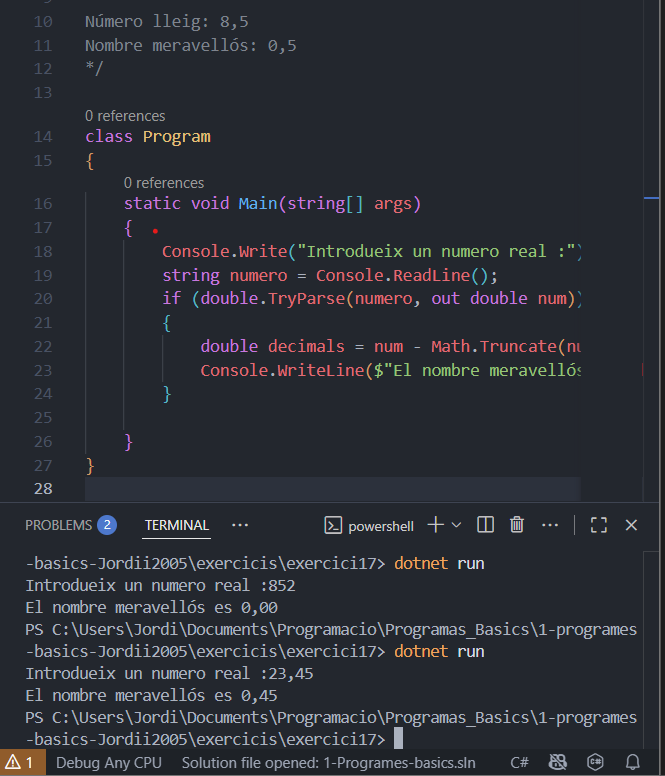 10 Número lleig: 8,5
11 Nombre meravellós: 0,5
12 */
13
0 references
14 class Program
15 {
0 references
16 static void Main(string[] args)
17 {
18 Console.Write("Introdueix un numero real :")
19 string numero = Console.ReadLine();
20 if (double.TryParse(numero, out double num))
21 {
22 double decimals = num - Math.Truncate(nu
23 Console.WriteLine($"El nombre meravellós
24 }
25
26 }
27 }
28
PROBLEMS 2 TERMINAL ··· powershell ···
-basics-Jordii2005\exercicis\exercici17> dotnet run
Introdueix un numero real :852
El nombre meravellós es 0,00
PS C:\Users\Jordi\Documents\Programacio\Programas_Basics\1-programes
-basics-Jordii2005\exercicis\exercici17> dotnet run
Introdueix un numero real :23,45
El nombre meravellós es 0,45
PS C:\Users\Jordi\Documents\Programacio\Programas_Basics\1-programes
-basics-Jordii2005\exercicis\exercici17>
1 Debug Any CPU Solution file opened: 1-Programes-basics.sln C#